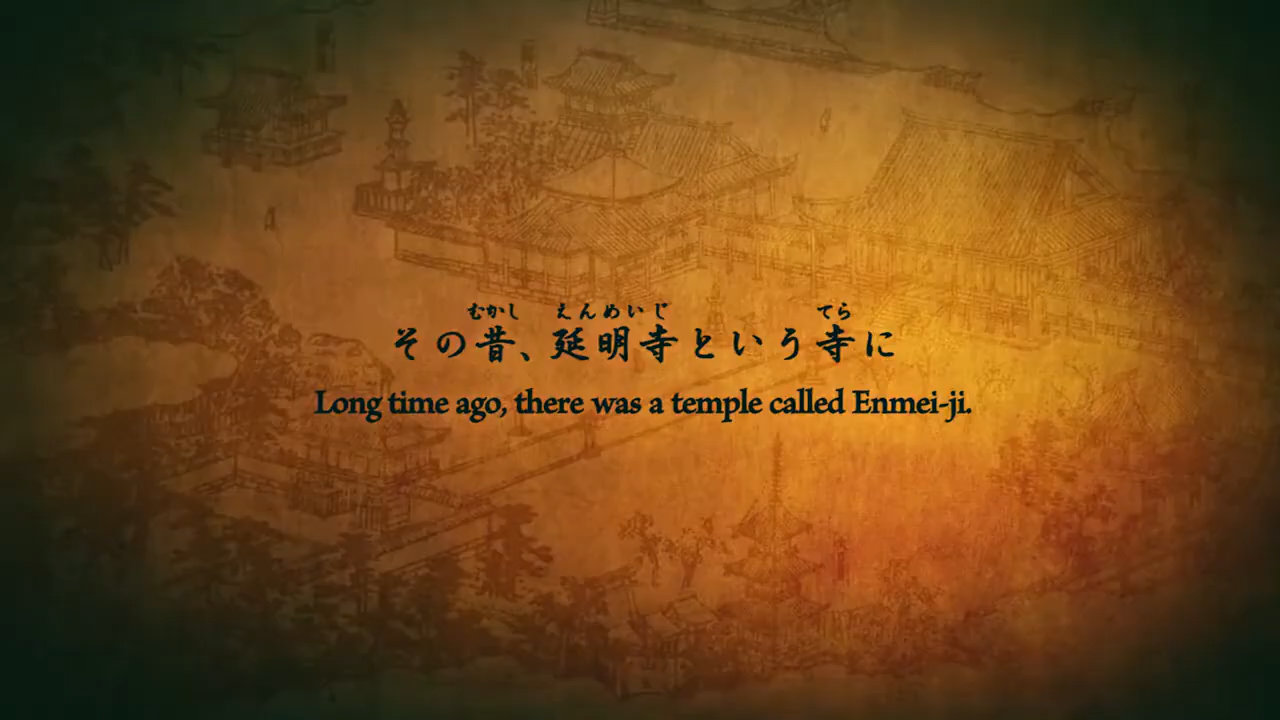 むかし えんめいじ てら
その昔、延明寺という寺に
Long time ago, there was a temple called Enmei-ji.